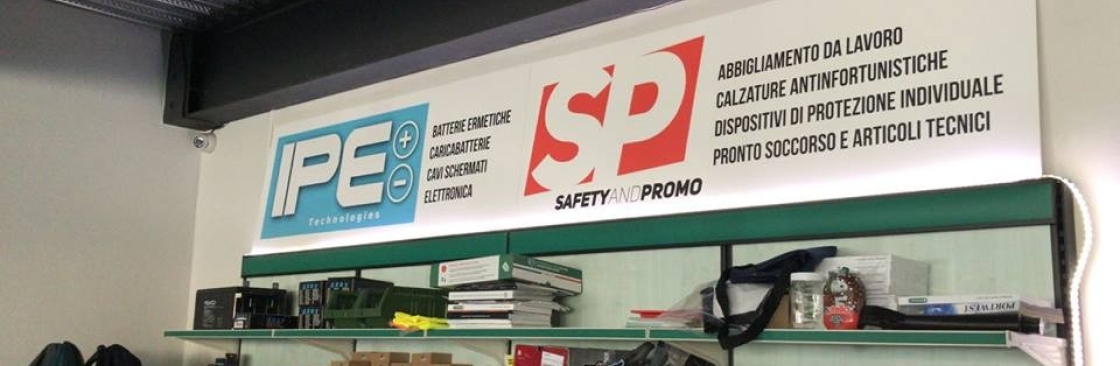 IPE
Technologies
BATTERIE ERMETICHE
CARICABATTERIE
CAVI SCHERMATI
ELETTRONICA
SP
SAFETYANDPROMO
ABBIGLIAMENTO DA LAVORO
CALZATURE ANTINFORTUNISTICHE
DISPOSITIVI DI PROTEZIONE INDIVIDUALE
PRONTO SOCCORSO E ARTICOLI TECNICI
PORTWEST